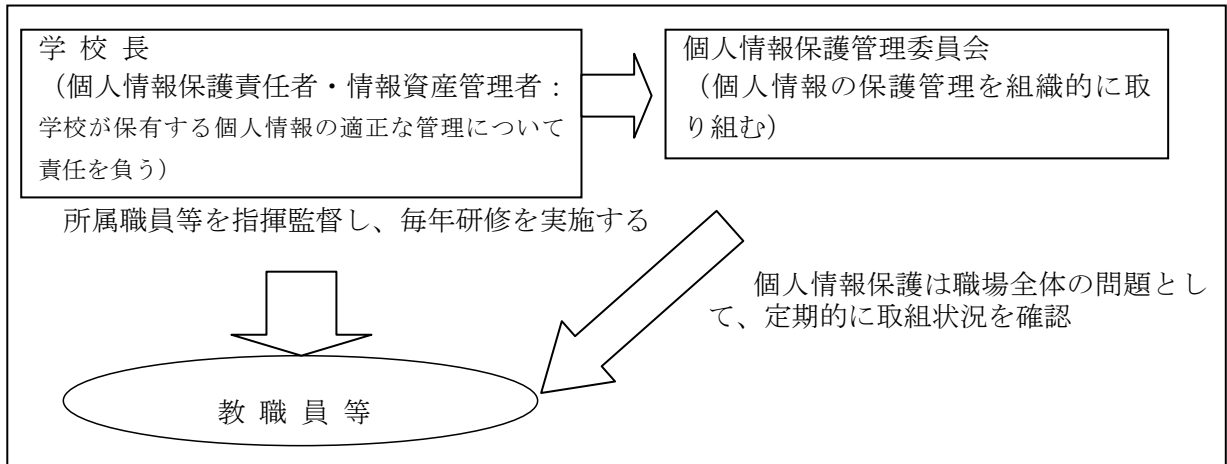 学 校 長
（個人情報保護責任者・情報資産管理者：
学校が保有する個人情報の適正な管理について
責任を負う）
個人情報保護管理委員会
（個人情報の保護管理を組織的に取
り組む）
所属職員等を指揮監督し、毎年研修を実施する
個人情報保護は職場全体の問題とし
て、定期的に取組状況を確認
教 職 員 等